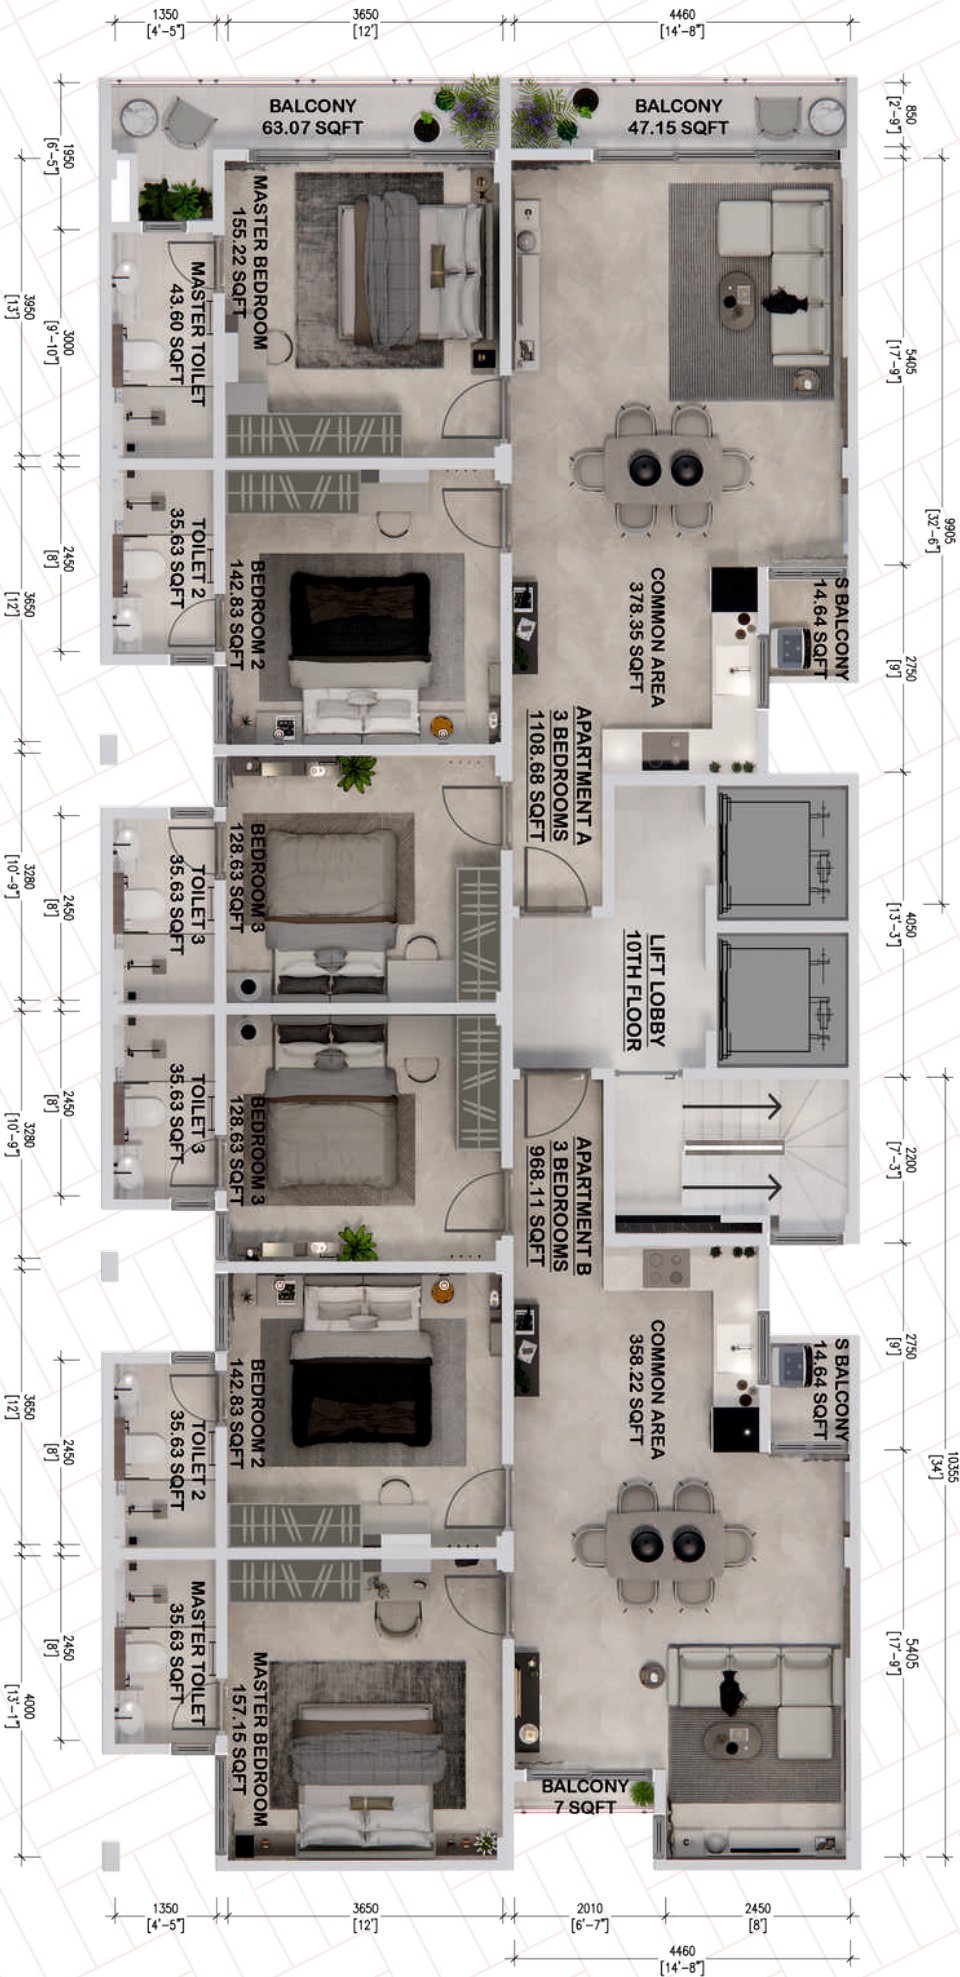 1350
[4'-5"]
3650
[12']
4460
[14'-8"]
BALCONY
63.07 SQFT
BALCONY
47.15 SQFT
850
[2'-9"]
1950
[6'-5"]
MASTER BEDROOM
155.22 SQFT
MASTER TOILET
43.60 SQFT
3950
[13']
3000
[9'-10"]
5405
[17'-9"]
9905
[32'-6"]
TOILET 2
35.63 SQFT
2450
[8']
3650
[12']
BEDROOM 2
142.83 SQFT
COMMON AREA
378.35 SQFT
S BALCONY
14.64 SQFT
2750
[9']
APARTMENT A
3 BEDROOMS
1108.68 SQFT
BEDROOM 3
128.63 SQFT
TOILET 3
35.63 SQFT
3280
[10'-9"]
2450
[8']
4050
[13'-3"]
LIFT LOBBY
10TH FLOOR
TOILET 3
35.63 SQFT
BEDROOM 3
128.63 SQFT
2450
[8']
3280
[10'-9"]
APARTMENT B
3 BEDROOMS
968.11 SQFT
2200
[7'-3"]
COMMON AREA
358.22 SQFT
S BALCONY
14.64 SQFT
2750
[9']
BEDROOM 2
142.83 SQFT
TOILET 2
35.63 SQFT
3650
[12']
2450
[8']
10355
[34']
MASTER TOILET
35.63 SQFT
MASTER BEDROOM
157.15 SQFT
2450
[8']
4000
[13'-1"]
5405
[17'-9"]
BALCONY
7 SQFT
1350
[4'-5"]
3650
[12']
2010
[6'-7"]
2450
[8']
4460
[14'-8"]